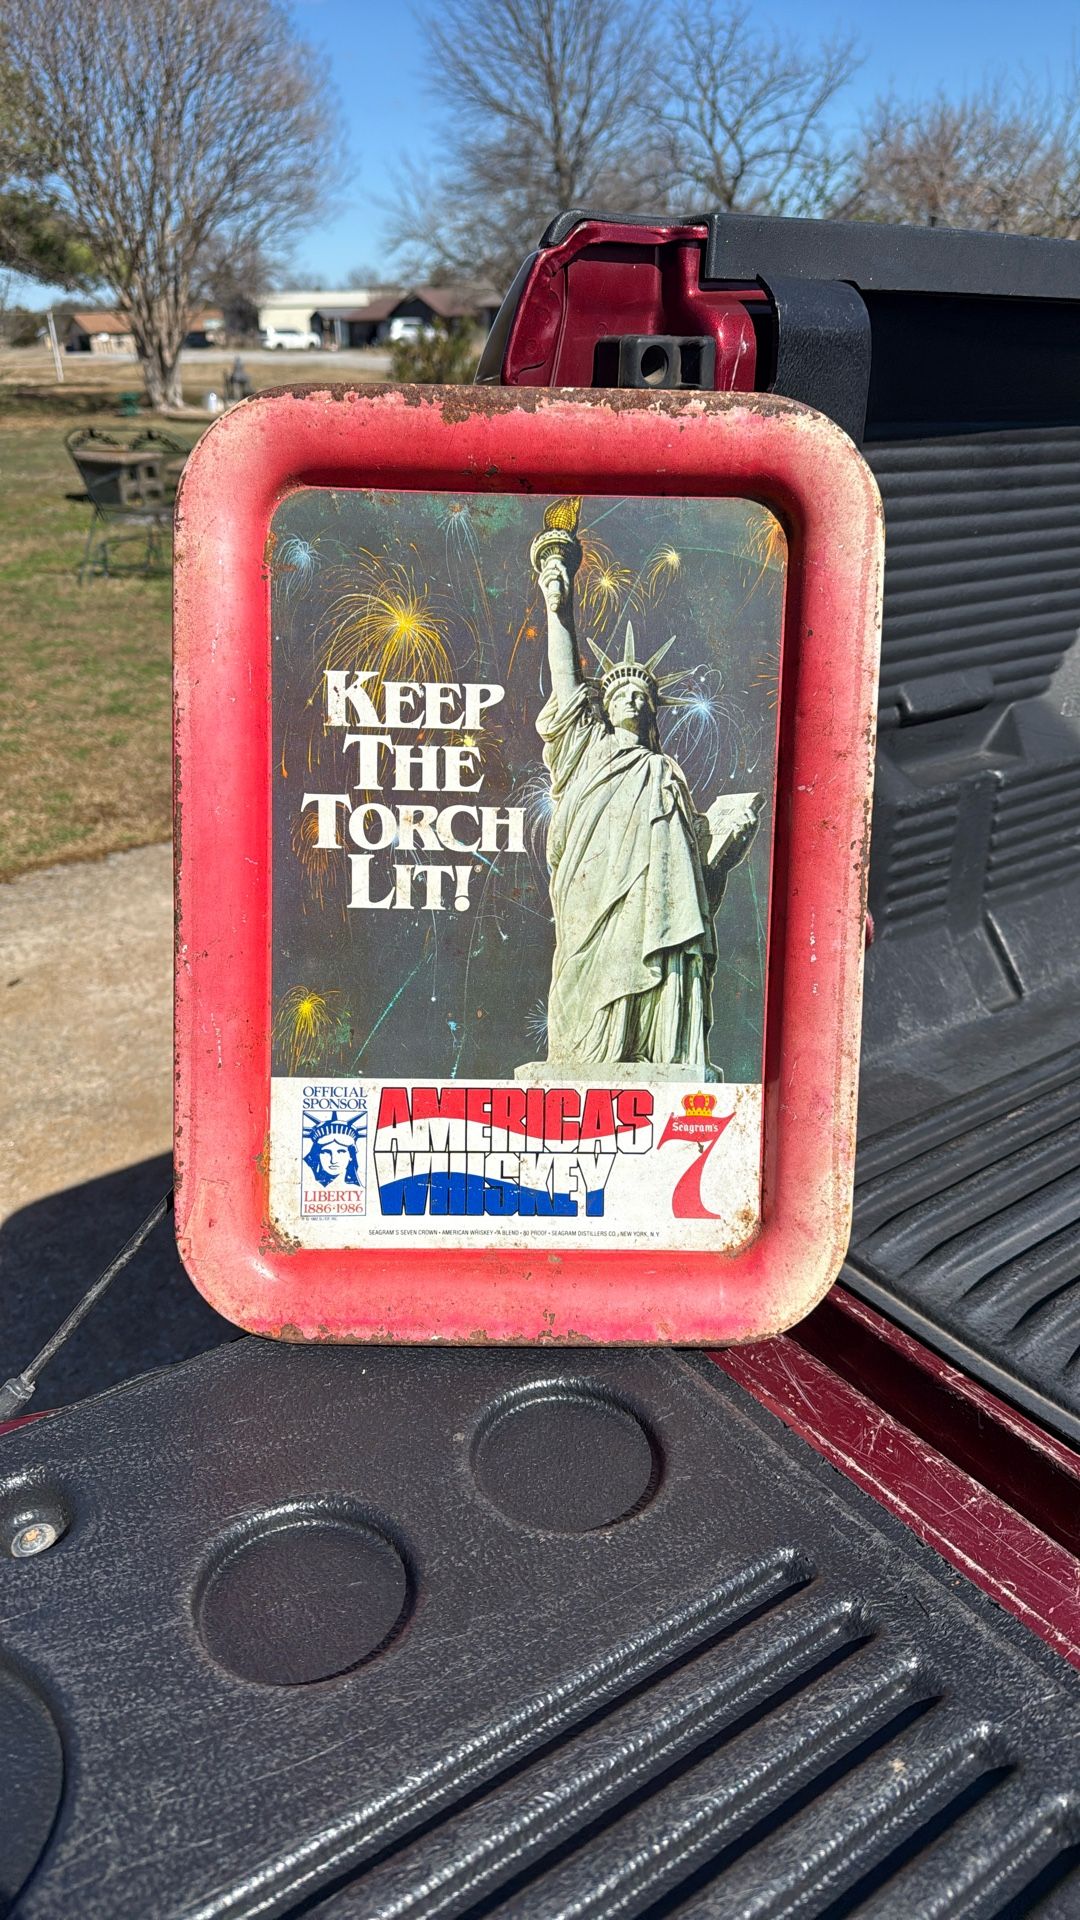 KEEP
THE
TORCH
LIT!
OFFICIAL
SPONSOR
LIBERTY
1886·1986
AMERICA'S
WHISKEY
Seagram's
7
SEAGRAM'S SEVEN CROWN • AMERICAN WHISKEY • A BLEND • 80 PROOF • SEAGRAM DISTILLERS CO., NEW YORK, N.Y.